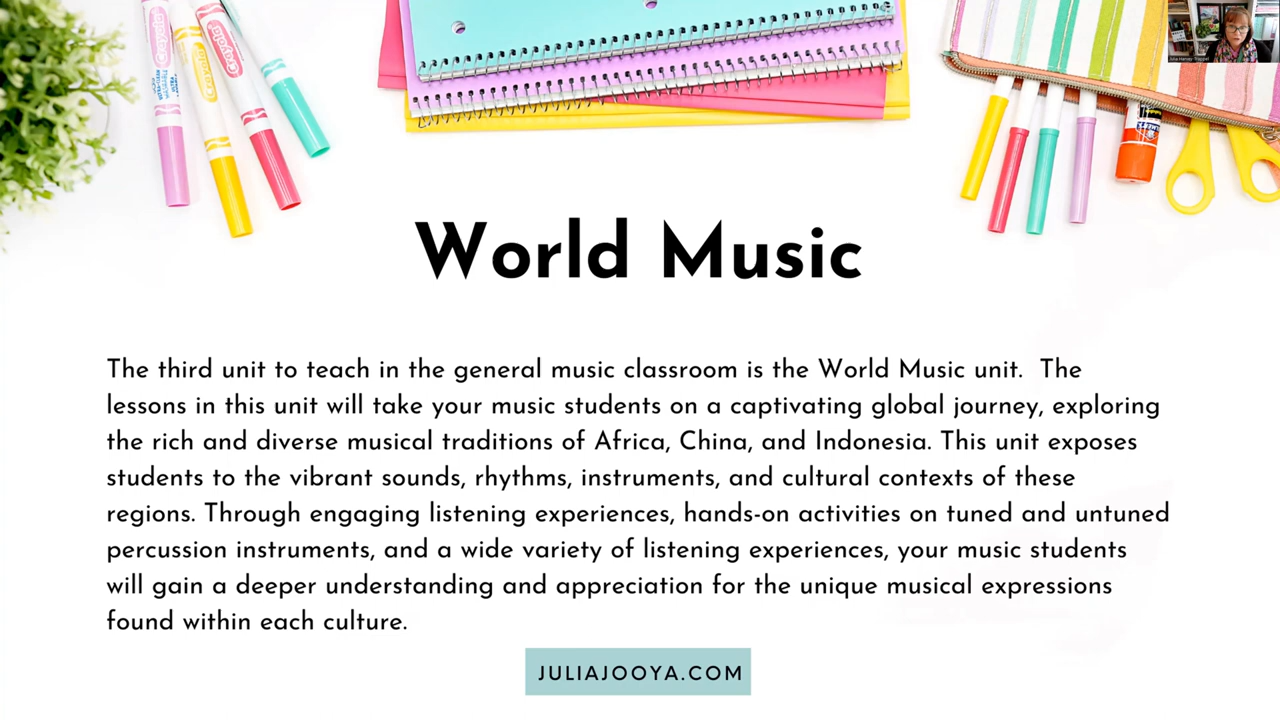 Crayola
Crayola
Crayola
World Music
The third unit to teach in the general music classroom is the World Music unit.  The
lessons in this unit will take your music students on a captivating global journey, exploring
the rich and diverse musical traditions of Africa, China, and Indonesia. This unit exposes
students to the vibrant sounds, rhythms, instruments, and cultural contexts of these
regions. Through engaging listening experiences, hands-on activities on tuned and untuned
percussion instruments, and a wide variety of listening experiences, your music students
will gain a deeper understanding and appreciation for the unique musical expressions
found within each culture.
JULIAJOOYA.COM